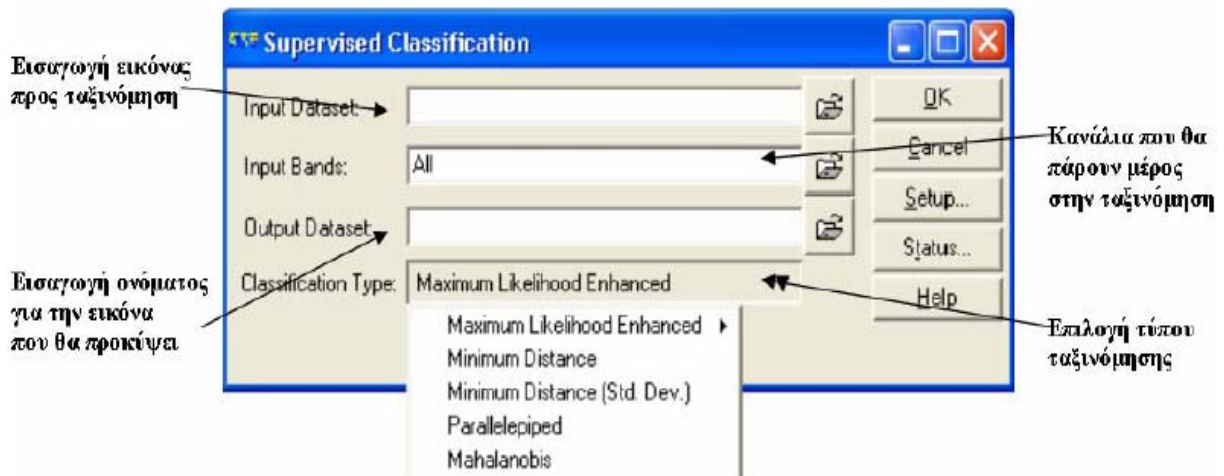 Supervised Classification
Εισαγωγή εικόνας
προς ταξινόμηση
Input Dataset:
OK
Cancel
Κανάλια που θα
πάρουν μέρος
στην ταξινόμηση
Input Bands:
All
Setup...
Output Dataset:
Status...
Εισαγωγή ονόματος
για την εικόνα
που θα προκύψει
Classification Type:
Maximum Likelihood Enhanced
Help
Επιλογή τύπου
ταξινόμησης
Maximum Likelihood Enhanced
Minimum Distance
Minimum Distance (Std. Dev.)
Parallelepiped
Mahalanobis